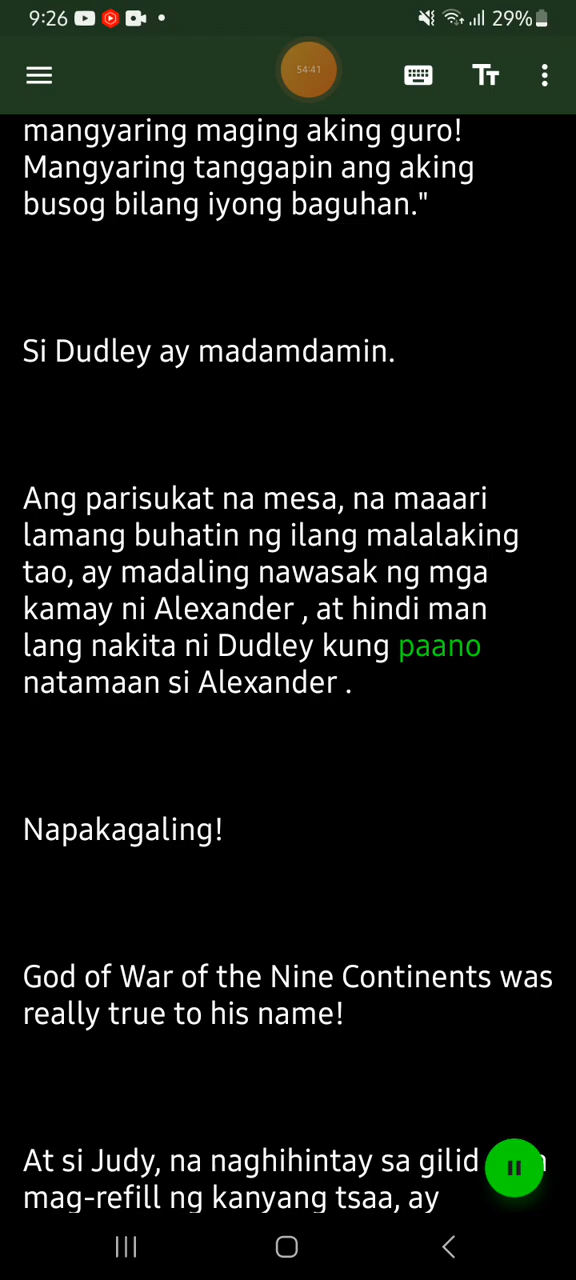 9:26
29%
54:41
mangyaring maging aking guro!
Mangyaring tanggapin ang aking
busog bilang iyong baguhan."
Si Dudley ay madamdamin.
Ang parisukat na mesa, na maaari
lamang buhatin ng ilang malalaking
tao, ay madaling nawasak ng mga
kamay ni Alexander , at hindi man
lang nakita ni Dudley kung paano
natamaan si Alexander .
Napakagaling!
God of War of the Nine Continents was
really true to his name!
At si Judy, na naghihintay sa gilid
mag-refill ng kanyang tsaa, ay